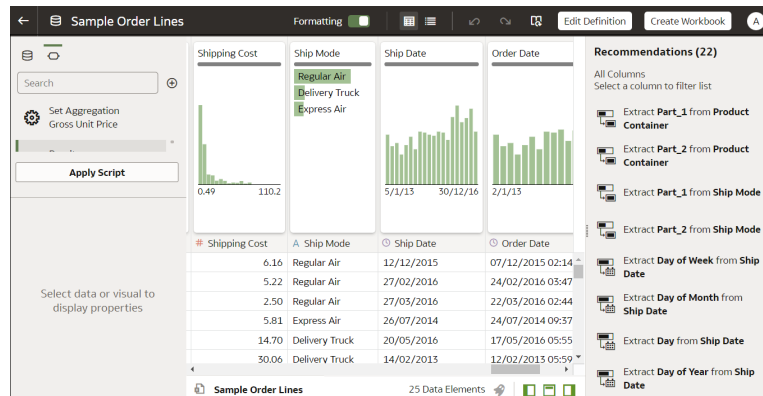 Sample Order Lines
Formatting
Edit Definition
Create Workbook
A
Search
Set Aggregation
Gross Unit Price
Apply Script
Select data or visual to
display properties
Shipping Cost
0.49 110.2
Ship Mode
Regular Air
Delivery Truck
Express Air
Ship Date
5/1/13 30/12/16
Order Date
2/1/13
# Shipping Cost A Ship Mode Ship Date Order Date
6.16 Regular Air 12/12/2015 07/12/2015 02:14
5.22 Regular Air 27/02/2016 24/02/2016 03:47
2.50 Regular Air 27/03/2016 22/03/2016 02:44
5.81 Express Air 26/07/2014 24/07/2014 09:37
14.70 Delivery Truck 20/05/2016 17/05/2016 05:55
30.06 Delivery Truck 14/02/2013 12/02/2013 05:59
Sample Order Lines
25 Data Elements
Recommendations (22)
All Columns
Select a column to filter list
Extract Part_1 from Product
Container
Extract Part_2 from Product
Container
Extract Part_1 from Ship Mode
Extract Part_2 from Ship Mode
Extract Day of Week from Ship
Date
Extract Day of Month from
Ship Date
Extract Day from Ship Date
Extract Day of Year from Ship
Date